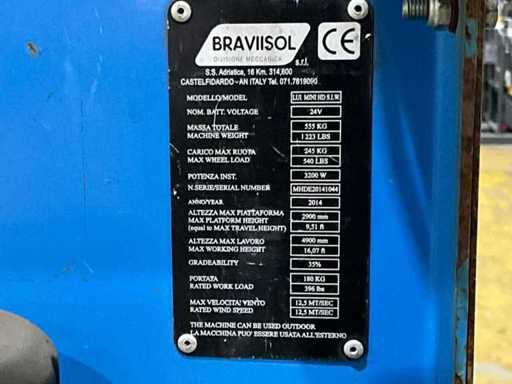 BRAVIISOL
DIVISIONE MECCANICA
s.r.l.
CE
S.S. Adriatica, 16 Km. 314,600
CASTELFIDARDO - AN ITALY Tel. 071.7819090
MODELLO/MODEL LUI MINI HD S.I.W.
NOM. BATT. VOLTAGE 24V
MASSA TOTALE 555 KG
MACHINE WEIGHT 1223 LBS
CARICO MAX RUOTA 245 KG
MAX WHEEL LOAD 540 LBS
POTENZA INST. 3200 W
N.SERIE/SERIAL NUMBER MHDE20141044
ANNO/YEAR 2014
ALTEZZA MAX PIATTAFORMA
MAX PLATFORM HEIGHT 2900 mm
(equal to MAX TRAVEL HEIGHT) 9,51 ft
ALTEZZA MAX LAVORO 4900 mm
MAX WORKING HEIGHT 16,07 ft
GRADEABILITY 35%
PORTATA 180 KG
RATED WORK LOAD 396 lbs
MAX VELOCITA' VENTO 12,5 MT/SEC
RATED WIND SPEED 12,5 MT/SEC
THE MACHINE CAN BE USED OUTDOOR
LA MACCHINA PUO' ESSERE USATA ALL'ESTERNO